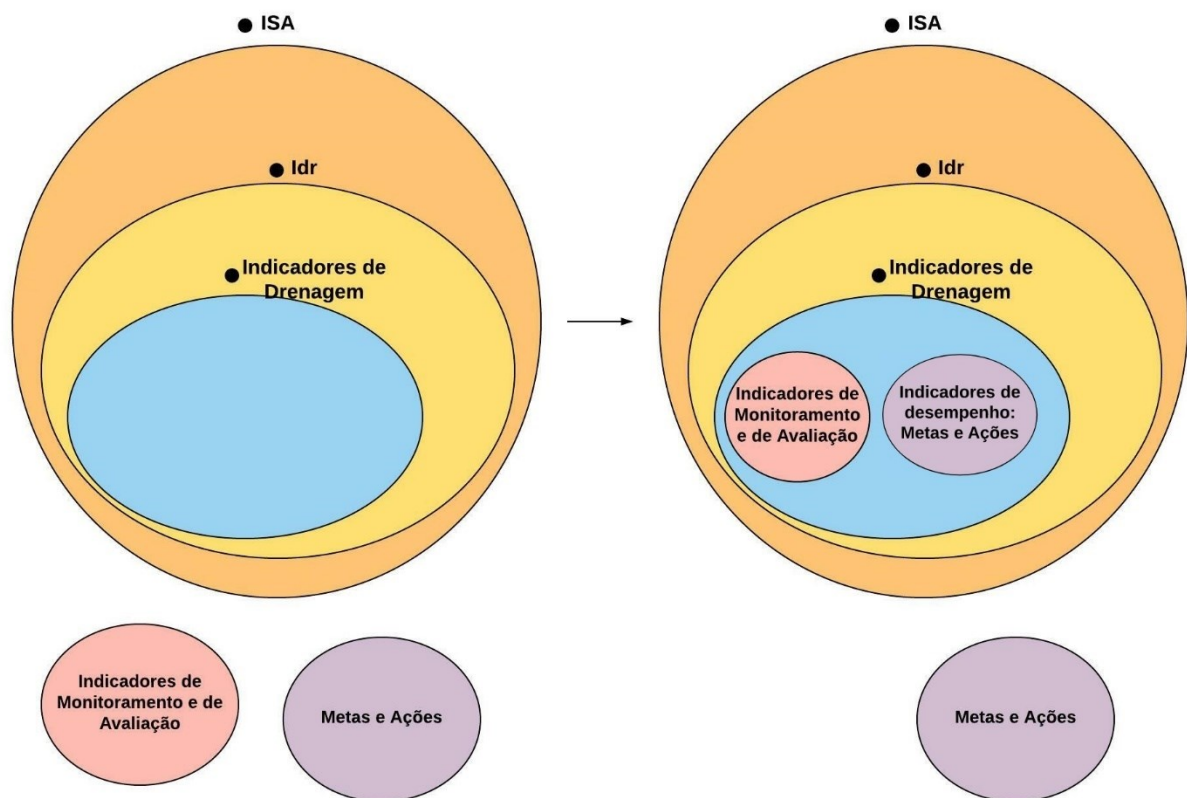 ISA
Idr
Indicadores de
Drenagem
Indicadores de
Monitoramento e de
Avaliação
Metas e Ações
ISA
Idr
Indicadores de
Drenagem
Indicadores de
Monitoramento
e de Avaliação
Indicadores de
desempenho:
Metas e Ações
Metas e Ações